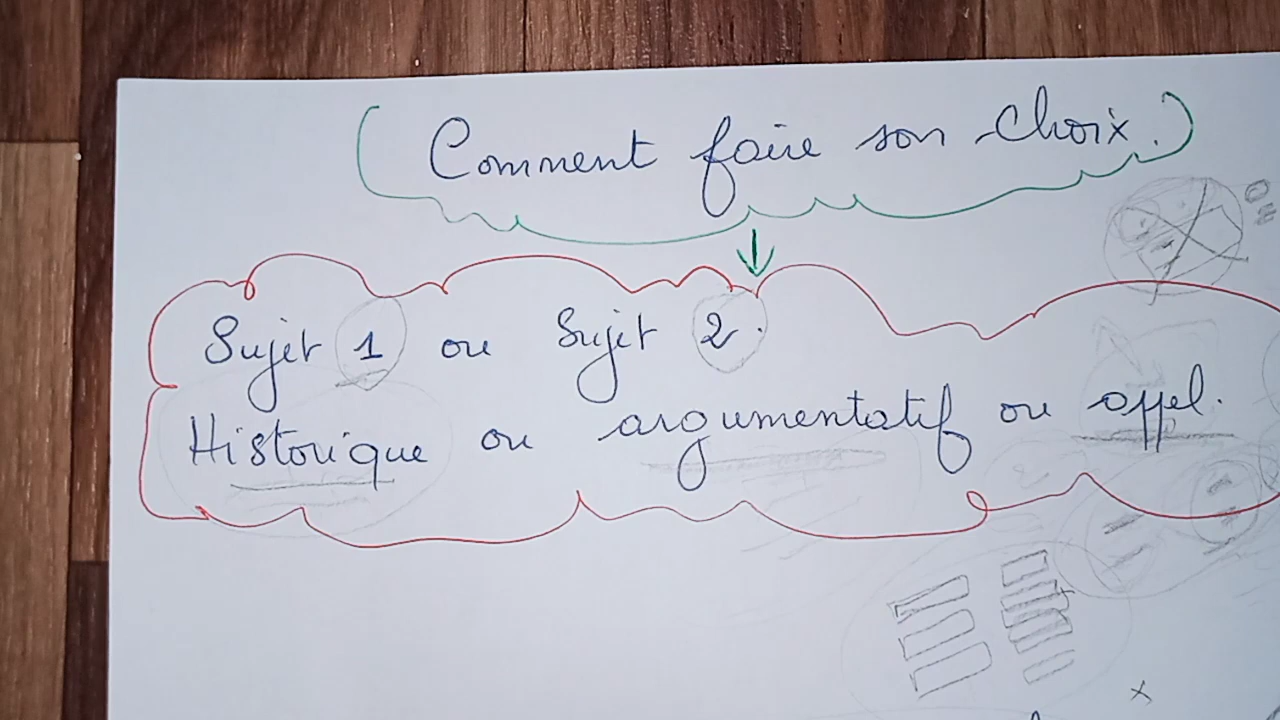 Comment faire son choix.
Sujet 1 ou Sujet 2.
Historique ou argumentatif ou appel.